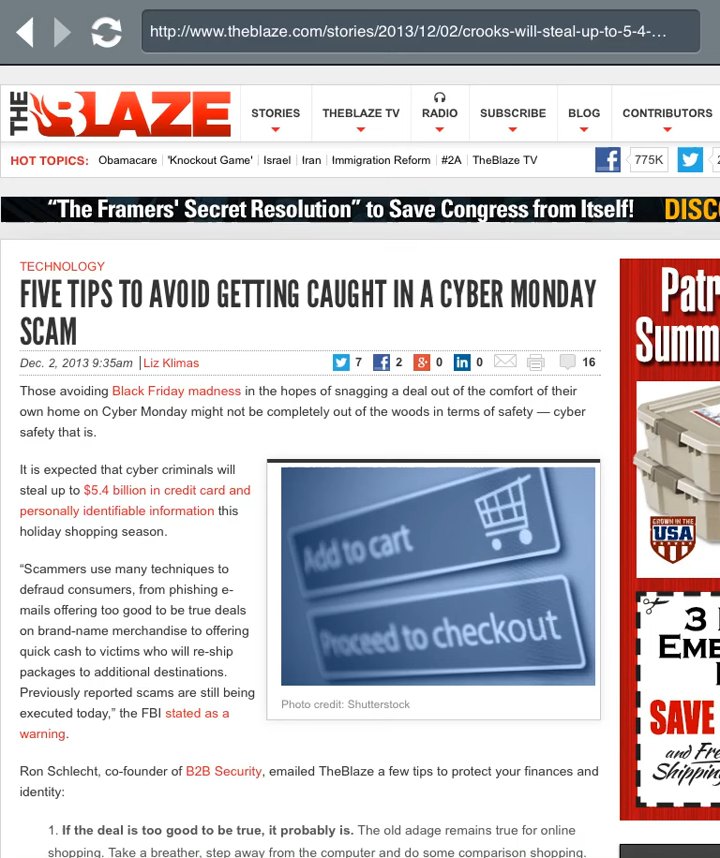 http://www.theblaze.com/stories/2013/12/02/crooks-will-steal-up-to-5-4-...
THE BLAZE
STORIES
THEBLAZE TV
RADIO
SUBSCRIBE
BLOG
CONTRIBUTORS
HOT TOPICS: Obamacare 'Knockout Game' Israel Iran Immigration Reform #2A TheBlaze TV
775K
“The Framers' Secret Resolution” to Save Congress from Itself!
TECHNOLOGY
FIVE TIPS TO AVOID GETTING CAUGHT IN A CYBER MONDAY
SCAM
Dec. 2, 2013 9:35am | Liz Klimas
7 2 0 0 16
Those avoiding Black Friday madness in the hopes of snagging a deal out of the comfort of their
own home on Cyber Monday might not be completely out of the woods in terms of safety — cyber
safety that is.
It is expected that cyber criminals will
steal up to $5.4 billion in credit card and
personally identifiable information this
holiday shopping season.
“Scammers use many techniques to
defraud consumers, from phishing e-
mails offering too good to be true deals
on brand-name merchandise to offering
quick cash to victims who will re-ship
packages to additional destinations.
Previously reported scams are still being
executed today,” the FBI stated as a
warning.
Add to cart
Proceed to checkout
Photo credit: Shutterstock
Ron Schlecht, co-founder of B2B Security, emailed TheBlaze a few tips to protect your finances and
identity:
1. If the deal is too good to be true, it probably is. The old adage remains true for online
shopping. Take a breather, step away from the computer and do some comparison shopping.
GROWN IN THE
USA
3
SAVE
and Free
Shipping